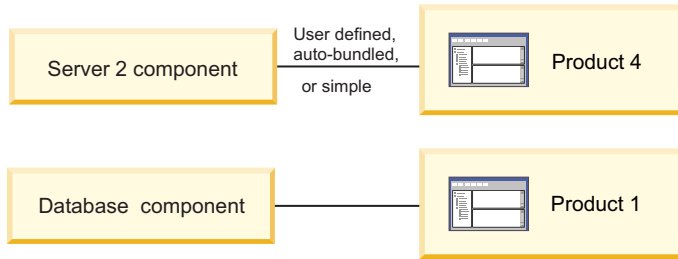 Server 2 component
User defined,
auto-bundled,
or simple
Product 4
Database component
Product 1